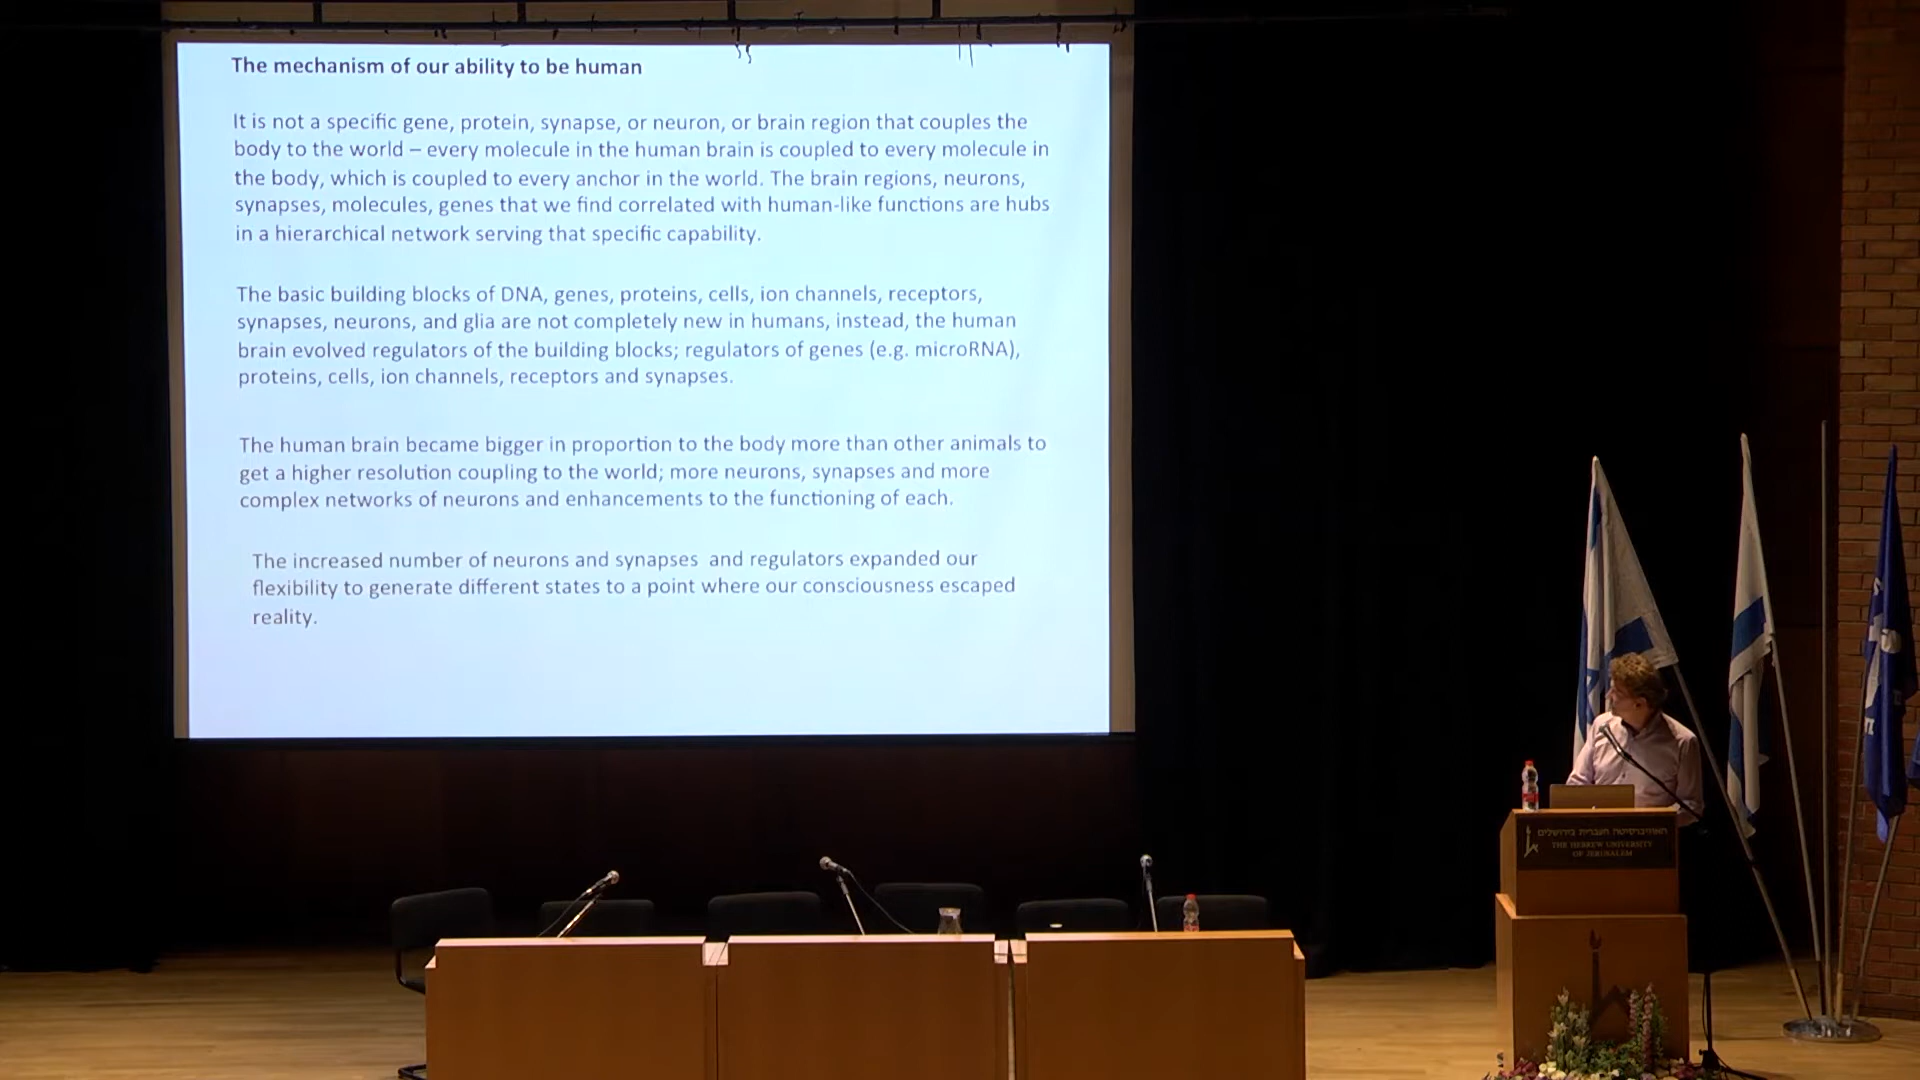 The mechanism of our ability to be human
It is not a specific gene, protein, synapse, or neuron, or brain region that couples the
body to the world – every molecule in the human brain is coupled to every molecule in
the body, which is coupled to every anchor in the world. The brain regions, neurons,
synapses, molecules, genes that we find correlated with human-like functions are hubs
in a hierarchical network serving that specific capability.
The basic building blocks of DNA, genes, proteins, cells, ion channels, receptors,
synapses, neurons, and glia are not completely new in humans, instead, the human
brain evolved regulators of the building blocks; regulators of genes (e.g. microRNA),
proteins, cells, ion channels, receptors and synapses.
The human brain became bigger in proportion to the body more than other animals to
get a higher resolution coupling to the world; more neurons, synapses and more
complex networks of neurons and enhancements to the functioning of each.
The increased number of neurons and synapses and regulators expanded our
flexibility to generate different states to a point where our consciousness escaped
reality.
האוניברסיטה העברית בירושלים
THE HEBREW UNIVERSITY
OF JERUSALEM